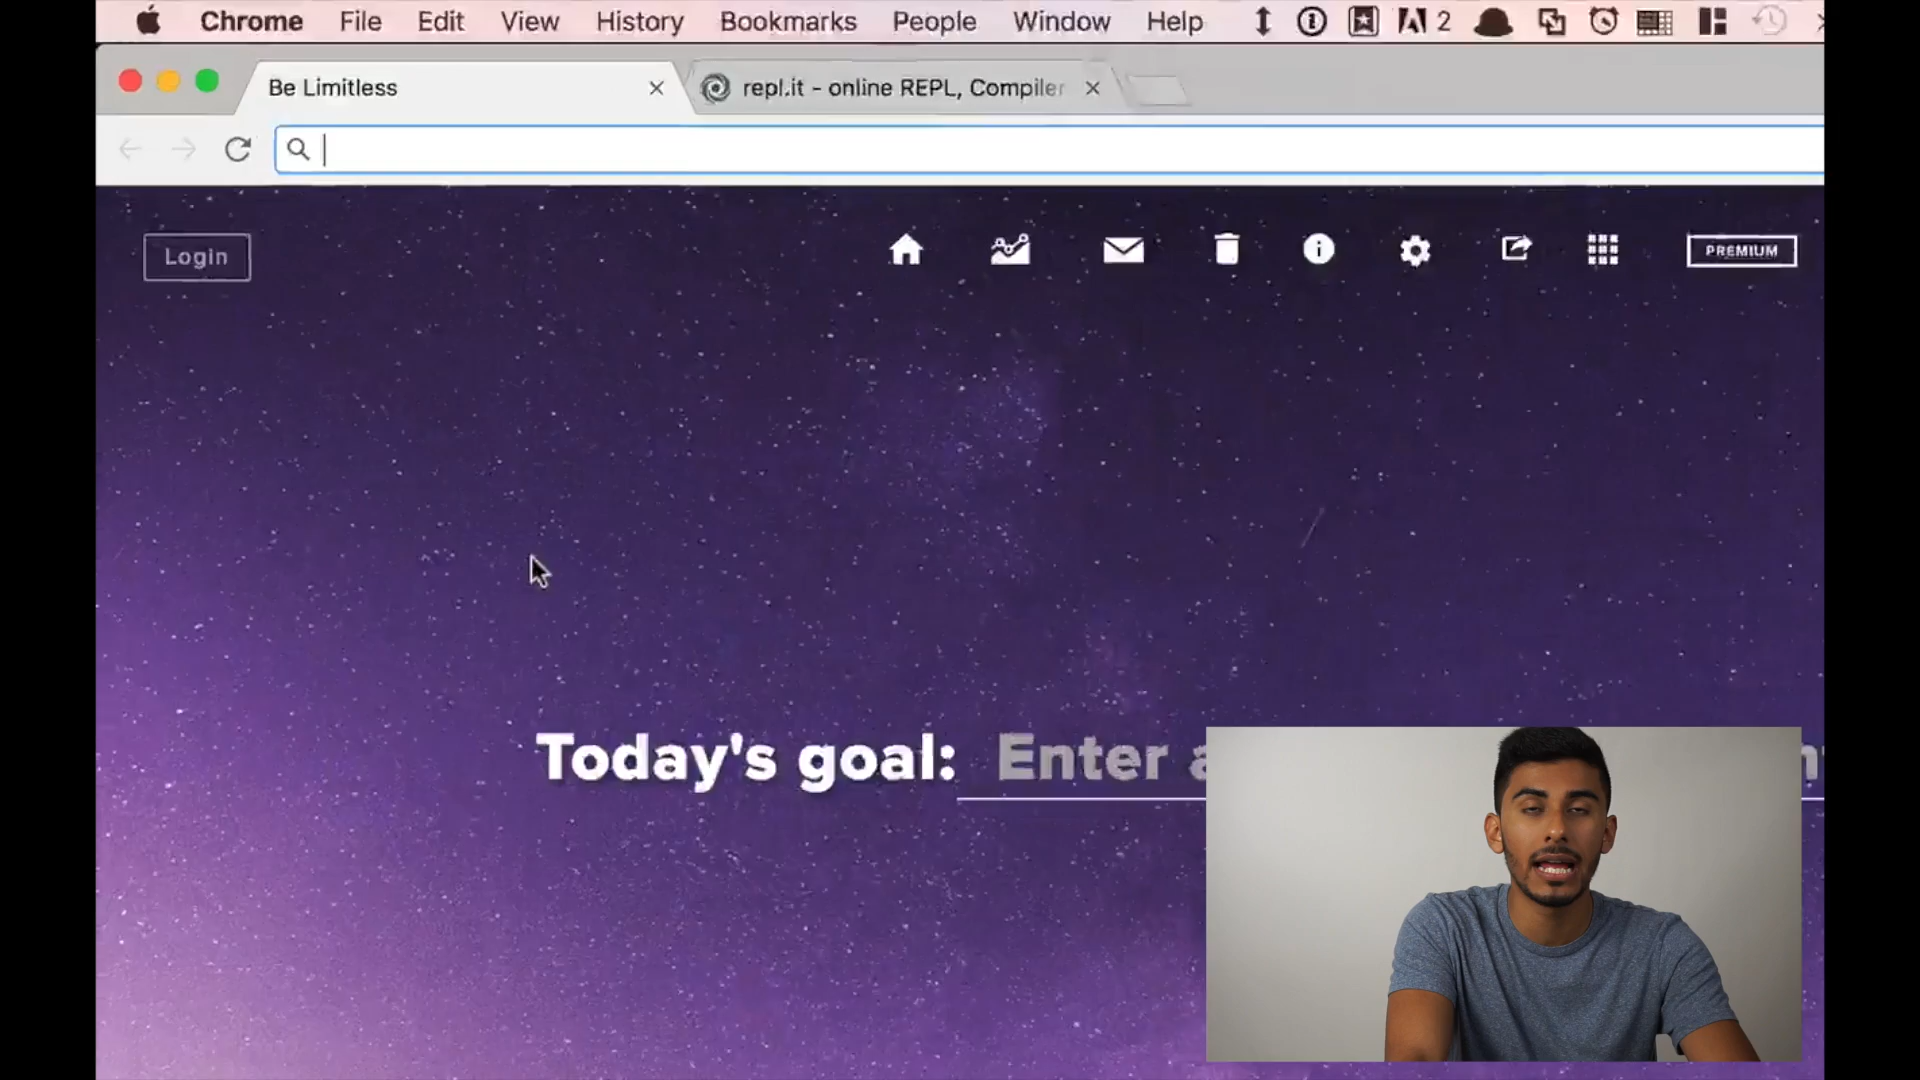 Chrome File Edit View History Bookmarks People Window Help 2
Be Limitless
repl.it - online REPL, Compiler
Login
PREMIUM
Today's goal: Enter